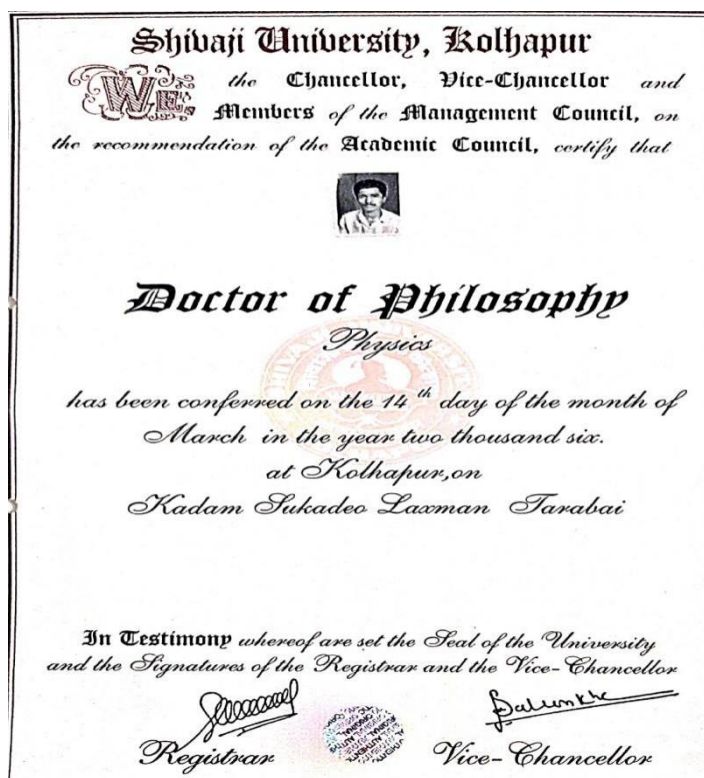 Shivaji University, Kolhapur
WE, the Chancellor, Vice-Chancellor and
Members of the Management Council, on
the recommendation of the Academic Council, certify that
Doctor of Philosophy
Physics
has been conferred on the 14th day of the month of
March in the year two thousand six.
at Kolhapur, on
Kadam Sukadeo Laxman Tarabai
In Testimony whereof are set the Seal of the University
and the Signatures of the Registrar and the Vice-Chancellor
Registrar Vice-Chancellor